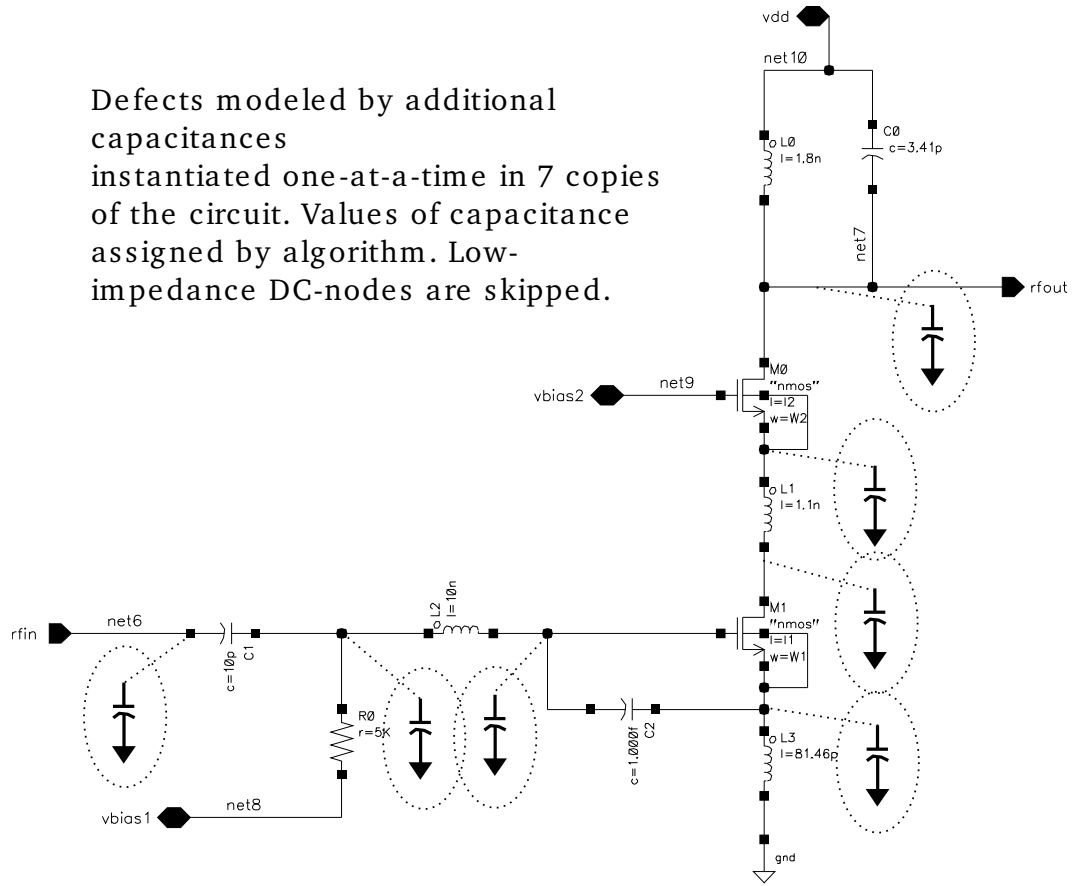 vdd
net10
Defects modeled by additional
capacitances
instantiated one-at-a-time in 7 copies
of the circuit. Values of capacitance
assigned by algorithm. Low-
impedance DC-nodes are skipped.
L0
l=1.8n
C0
c=3.41p
net7
rfout
M0
"nmos"
l=l2
w=W2
vbias2
net9
L1
l=1.1n
rfin
net6
c=10p
C1
L2
l=10n
M1
"nmos"
l=l1
w=W1
R0
r=5K
c=1.000f
C2
L3
l=81.46p
vbias1
net8
gnd